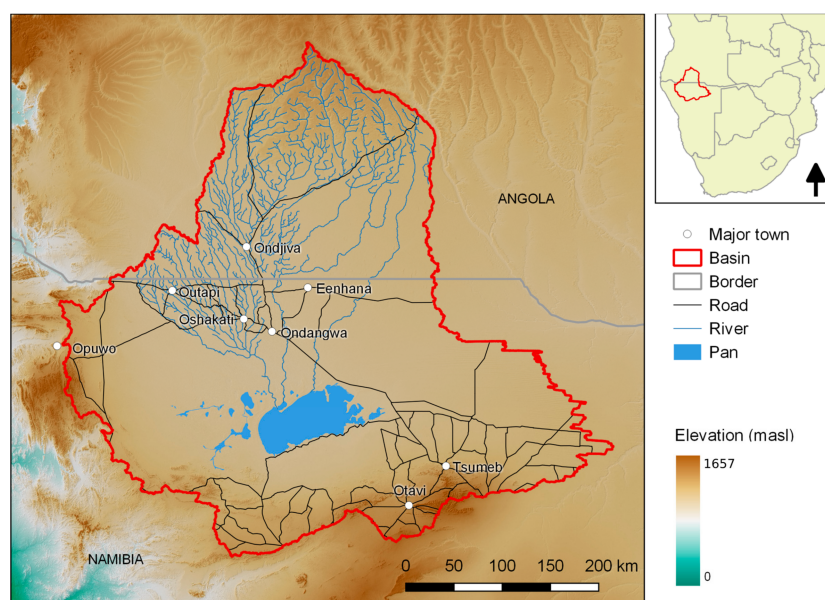 ANGOLA
Ondjiva
Outapi
Eenhana
Oshakati
Ondangwa
Opuwo
Tsumeb
Otavi
NAMIBIA
0 50 100 150 200 km
Major town
Basin
Border
Road
River
Pan
Elevation (masl)
1657
0